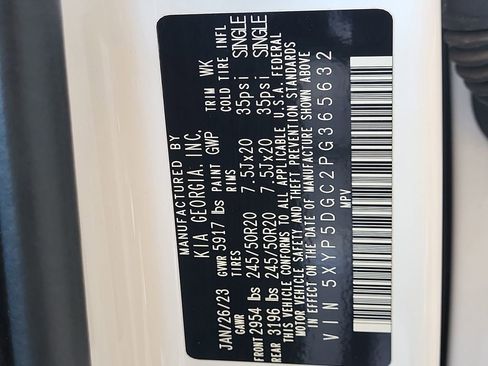 MANUFACTURED BY
KIA GEORGIA, INC.
JAN/26/23 GVWR 5917 lbs PAINT GWP TRIM WK
GAWR TIRES RIMS COLD TIRE INFL
FRONT 2954 lbs 245/50R20 7.5Jx20 35psi SINGLE
REAR 3196 lbs 245/50R20 7.5Jx20 35psi SINGLE
THIS VEHICLE CONFORMS TO ALL APPLICABLE U.S.A. FEDERAL
MOTOR VEHICLE SAFETY AND THEFT PREVENTION STANDARDS
IN EFFECT ON THE DATE OF MANUFACTURE SHOWN ABOVE
VIN 5XYP5DGC2PG365632
MPV